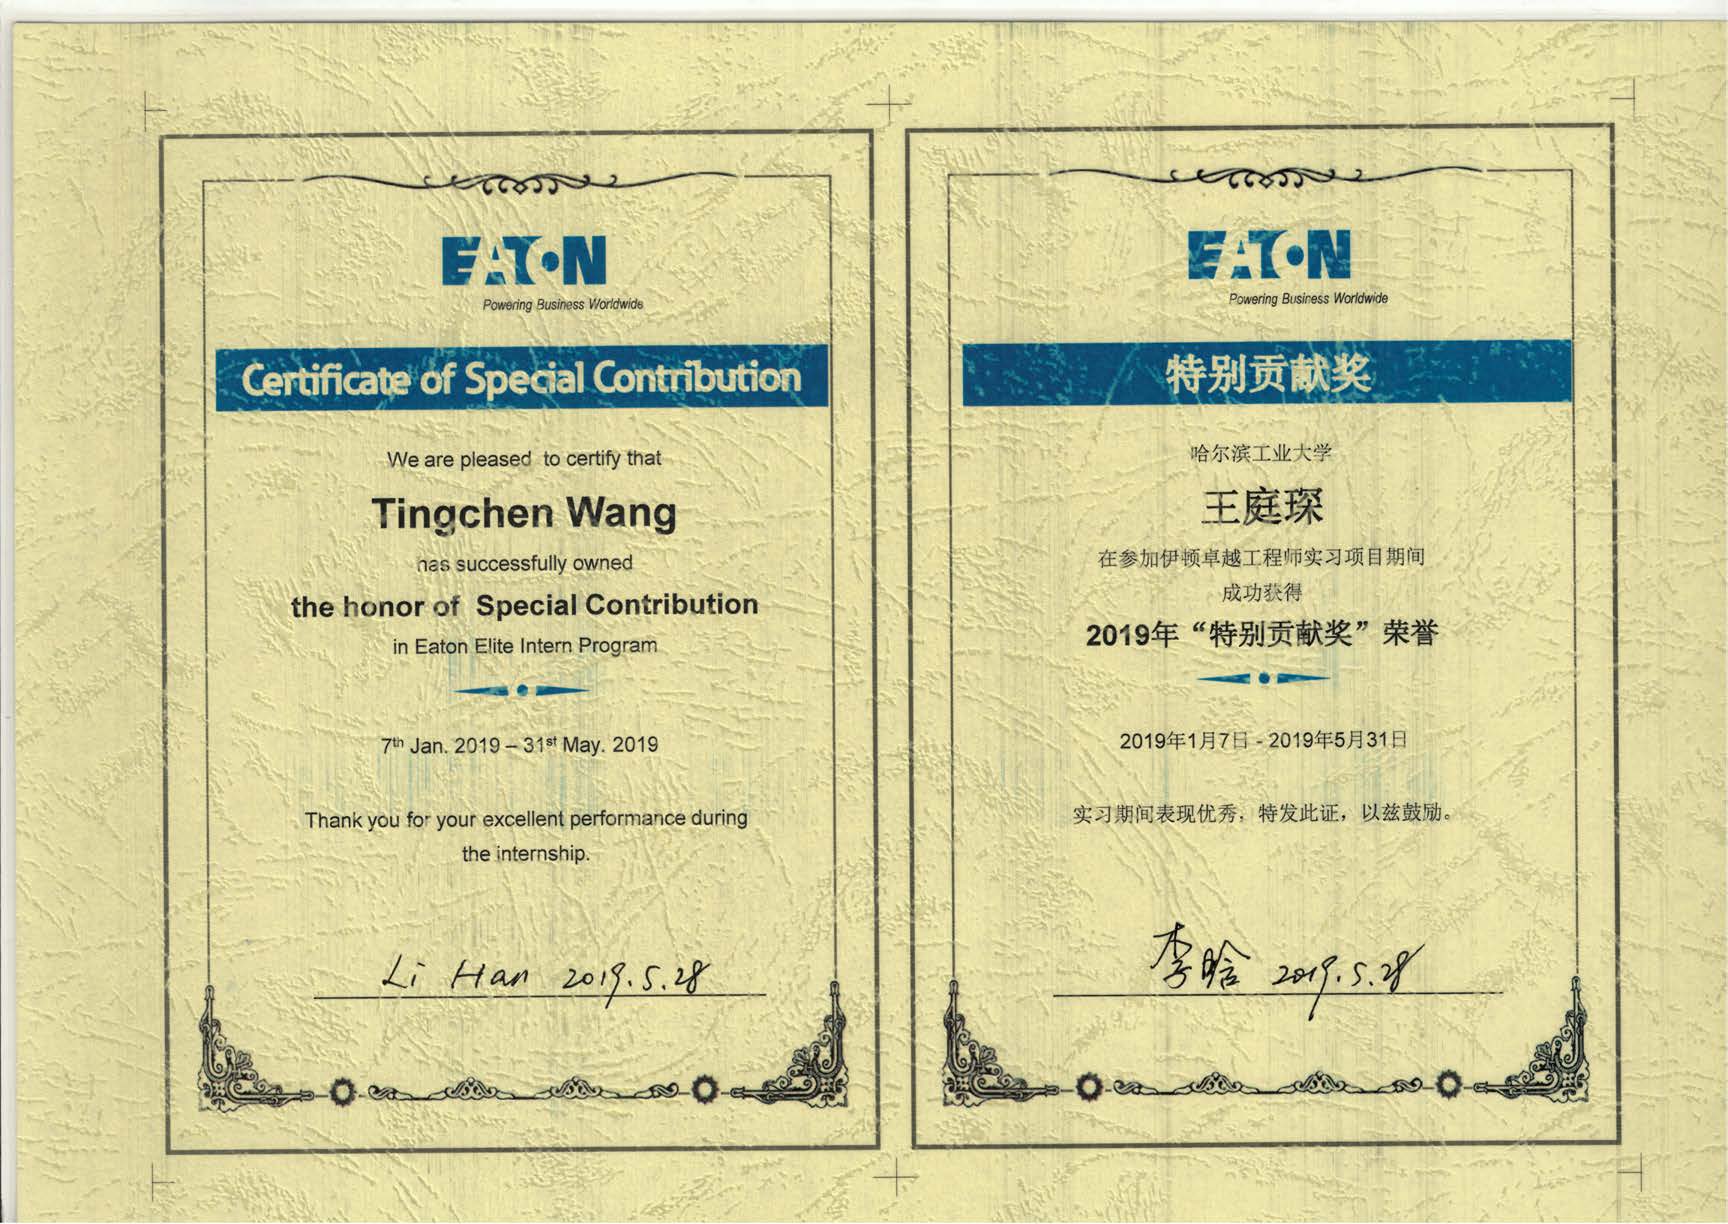 EATON
Powering Business Worldwide
Certificate of Special Contribution
We are pleased to certify that
Tingchen Wang
has successfully owned
the honor of Special Contribution
in Eaton Elite Intern Program
7th Jan. 2019 – 31st May. 2019
Thank you for your excellent performance during
the internship.
Li Han 2019.5.28
EATON
Powering Business Worldwide
特别贡献奖
哈尔滨工业大学
王庭琛
在参加伊顿卓越工程师实习项目期间
成功获得
2019年“特别贡献奖”荣誉
2019年1月7日 - 2019年5月31日
实习期间表现优秀，特发此证，以兹鼓励。
李晗 2019.5.28